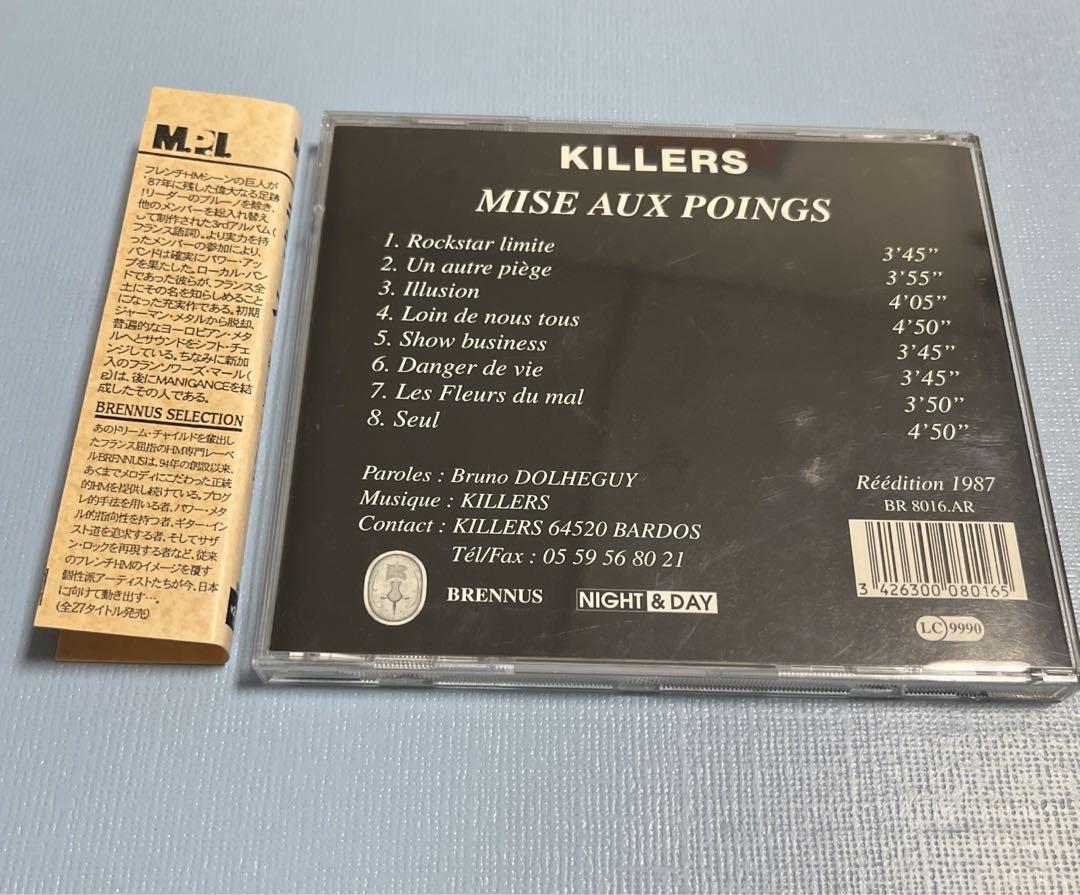 M.P.I.
フレンチHMシーンの巨人が
'87年に残した偉大なる足跡
!リーダーのブルーノを除き、
他のメンバーを総入れ替え
して制作された3rdアルバム(
フランス語詞)。より実力を持
ったメンバーの参加により、
バンドは確実にパワー・アッ
プを果たした。ローカル・バン
ドであった彼らが、フランス全
土にその名を知らしめること
になった充実作である。初期
ジャーマン・メタルから脱却、
普遍的なヨーロピアン・メタ
ルへとサウンドをシフト・チェ
ンジしている。ちなみに新加
入のフランソワーズ・マール(
g)は、後にMANIGANCEを結
成したその人である。
BRENNUS SELECTION
あのドリーム・チャイルドを輩出し
たフランス屈指のHM専門レーベ
ルBRENNUSは、94年の創設以来、
あくまでメロディにこだわった正統
的HMを提供し続けている。プログ
レ的手法を用いる者、パワー・メタ
ル的指向性を持つ者、ギター・イン
スト道を追求する者、そしてサザ
ン・ロックを再現する者など、従来
のフレンチHMのイメージを覆す
個性派アーティストたちが今、日本
に向けて動き出す…。
(全27タイトル発売)
KILLERS
MISE AUX POINGS
1. Rockstar limite 3'45"
2. Un autre piège 3'55"
3. Illusion 4'05"
4. Loin de nous tous 4'50"
5. Show business 3'45"
6. Danger de vie 3'45"
7. Les Fleurs du mal 3'50"
8. Seul 4'50"
Paroles : Bruno DOLHEGUY
Musique : KILLERS
Contact : KILLERS 64520 BARDOS
Tél/Fax : 05 59 56 80 21
Réédition 1987
BR 8016.AR
3 426300 080165
BRENNUS
NIGHT & DAY
LC 9990